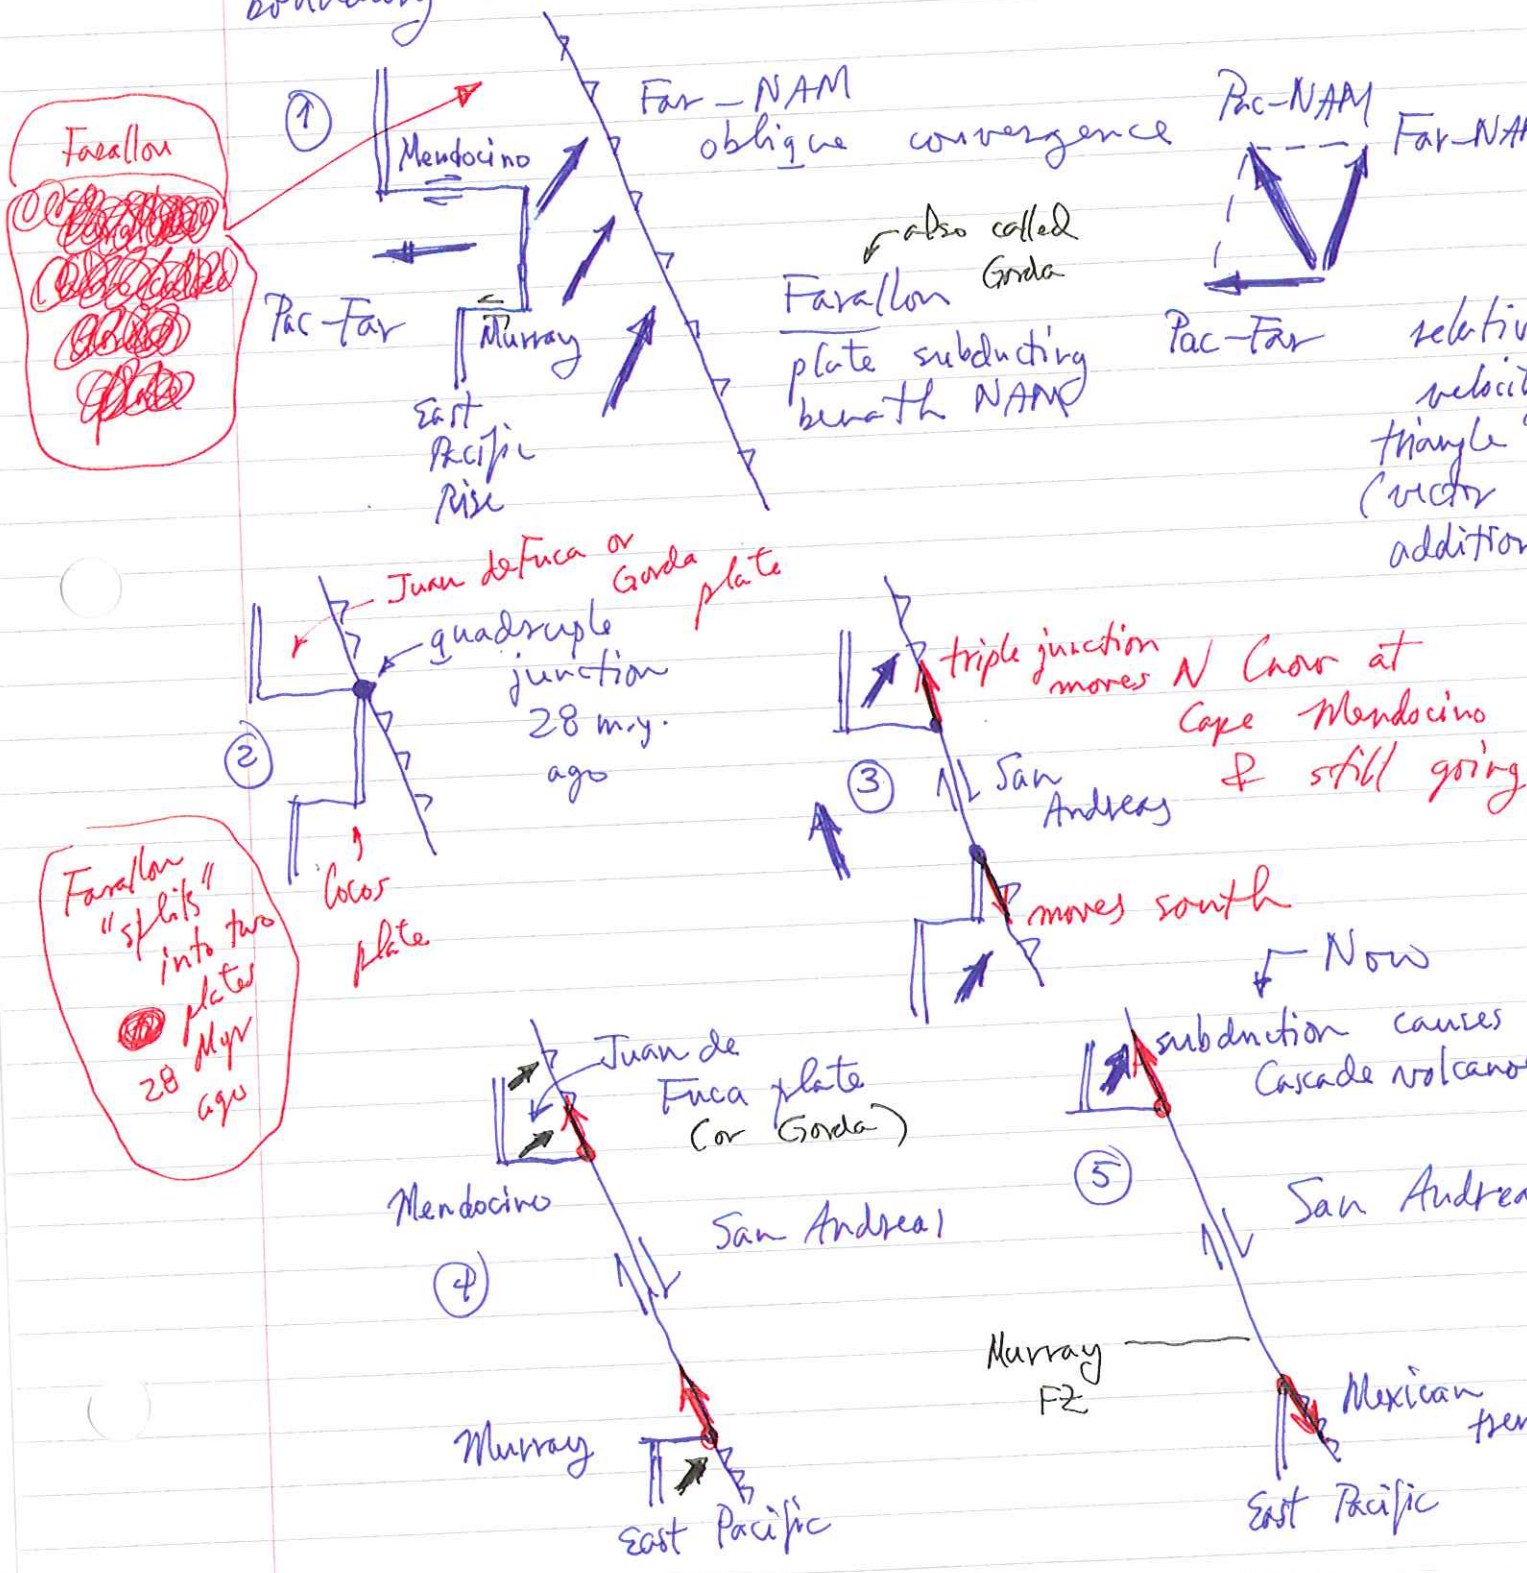 boundary
①
Farallon
Mendocino
Far-NAM
oblique convergence
Pac-NAM
Far-NAM
also called
Gorda
Farallon
plate subducting
beneath NAM
Pac-Far
Murray
East
Pacific
Rise
Pac-Far
relativ
velocit
triangle
(vector
addition
Juan de Fuca or
Gorda plate
quadruple
junction
28 m.y.
ago
②
Cocos
plate
Farallon
"splits"
into two
plates
28 Myr
ago
③
triple junction
moves N (now at
Cape Mendocino
& still going
San
Andreas
moves south
Now
Juan de
Fuca plate
(or Gorda)
Mendocino
④
San Andreas
Murray
East Pacific
subduction causes
Cascade volcano
⑤
San Andrea
Murray
FZ
Mexican
tren
East Pacific